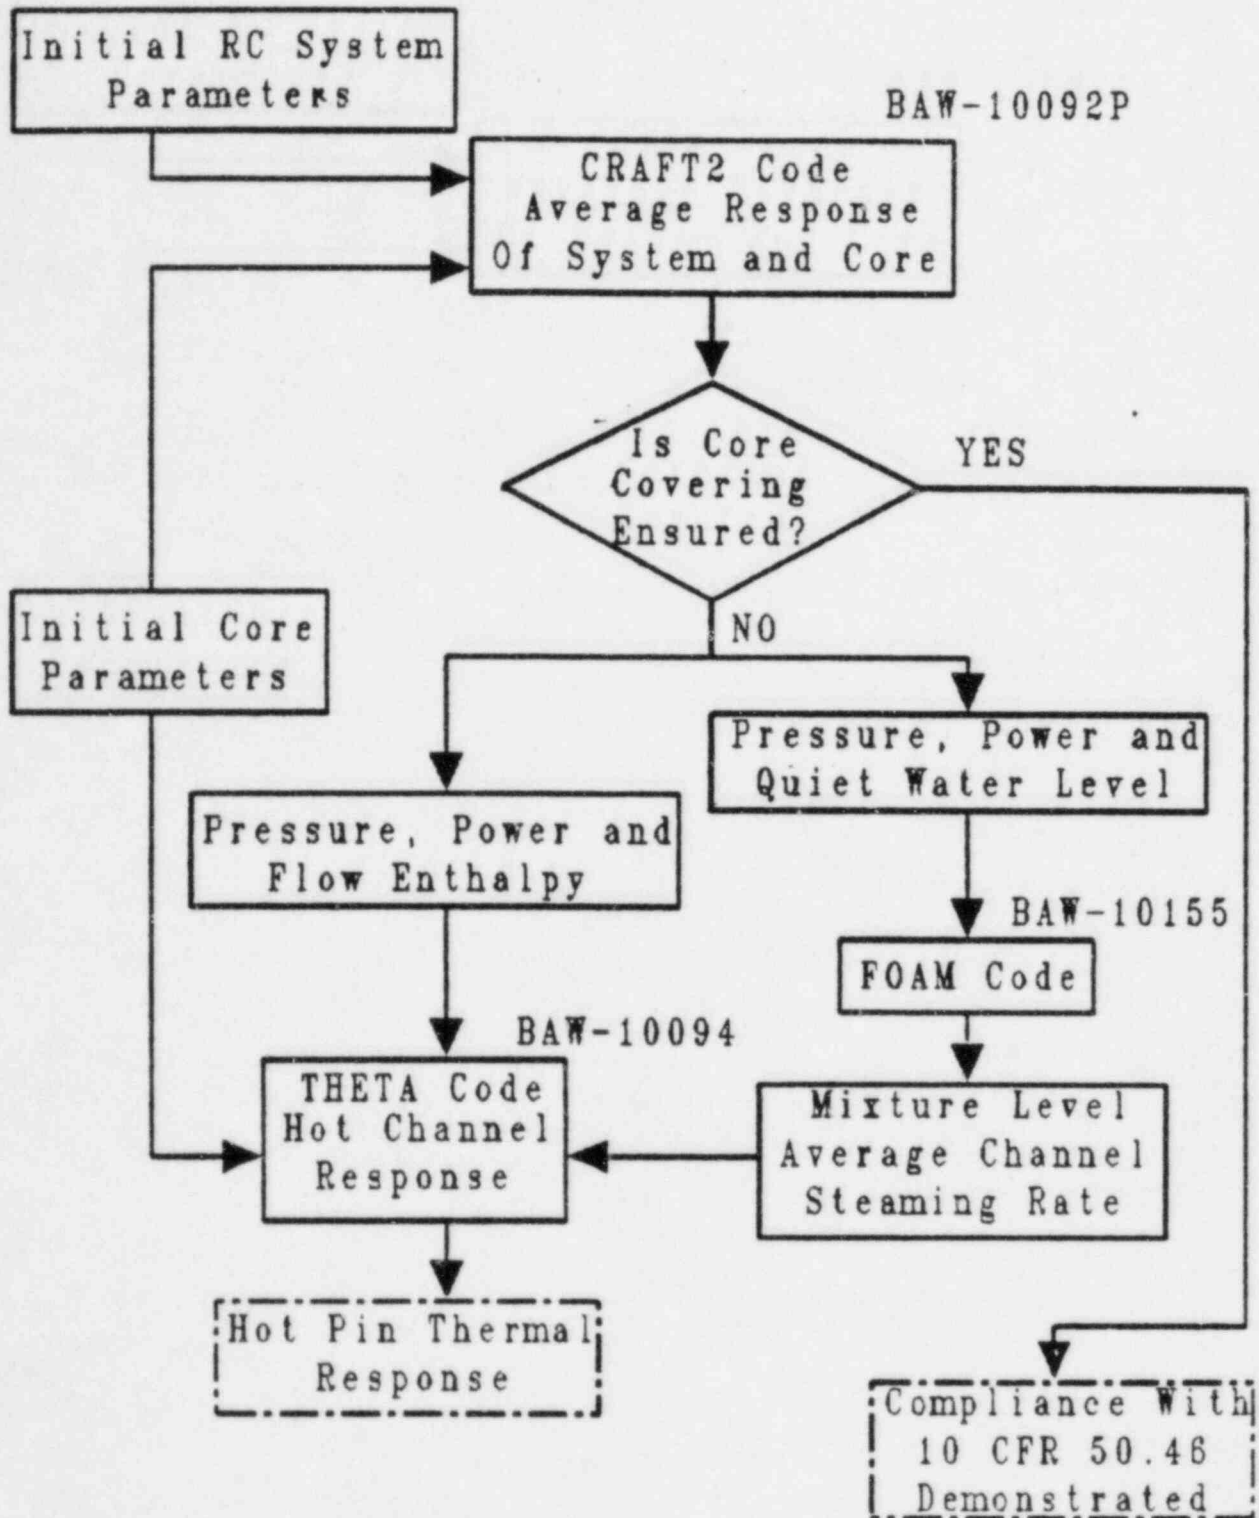 Initial RC System
Parameters
BAW-10092P
CRAFT2 Code
Average Response
Of System and Core
Is Core
Covering
Ensured?
YES
NO
Initial Core
Parameters
Pressure, Power and
Quiet Water Level
Pressure, Power and
Flow Enthalpy
BAW-10155
FOAM Code
BAW-10094
THETA Code
Hot Channel
Response
Mixture Level
Average Channel
Steaming Rate
Hot Pin Thermal
Response
Compliance With
10 CFR 50.46
Demonstrated